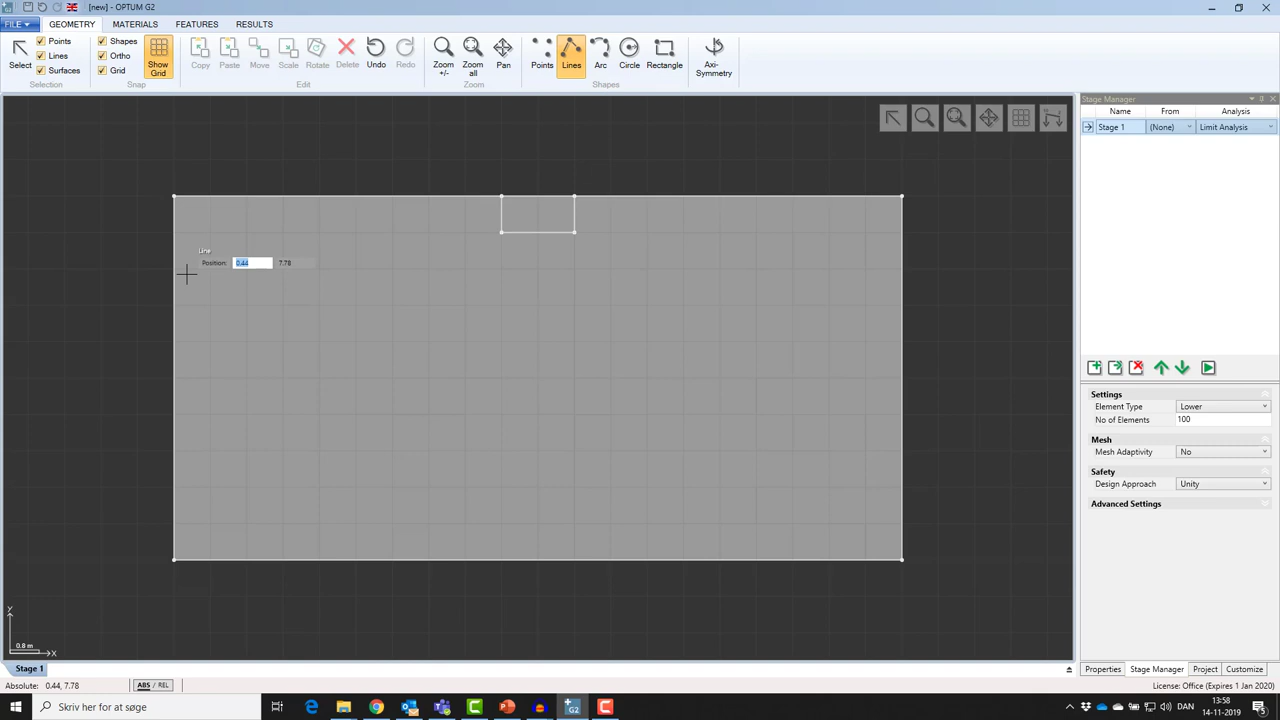 [new] - OPTUM G2
FILE GEOMETRY MATERIALS FEATURES RESULTS
Select Points Lines Surfaces
Shapes Ortho Grid Show Grid
Copy Paste Move Scale Rotate Delete Undo Redo
Zoom +/- Zoom all Pan
Points Lines Arc Circle Rectangle
Axi-Symmetry
Selection Snap Edit Zoom Shapes
Stage Manager
Name From Analysis
Stage 1 (None) Limit Analysis
Line
Position: 0.44 7.78
Settings
Element Type Lower
No of Elements 100
Mesh
Mesh Adaptivity No
Safety
Design Approach Unity
Advanced Settings
Y
0.8 m
X
Stage 1
Properties Stage Manager Project Customize
Absolute: 0.44, 7.78 ABS / REL License: Office (Expires 1 Jan 2020)
Skriv her for at søge
G2
DAN
13:58
14-11-2019